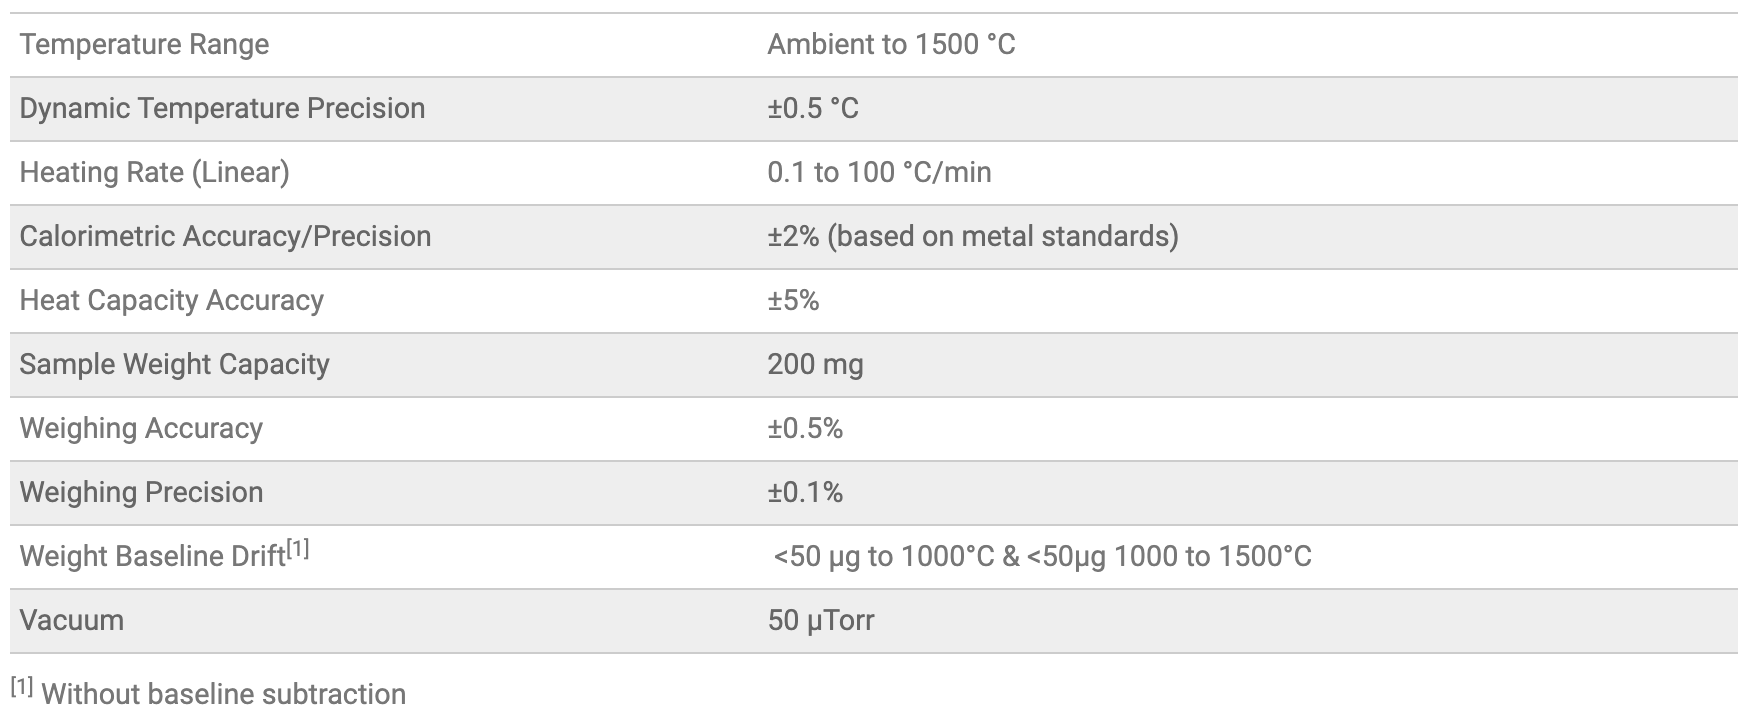 Temperature Range Ambient to 1500 °C
Dynamic Temperature Precision ±0.5 °C
Heating Rate (Linear) 0.1 to 100 °C/min
Calorimetric Accuracy/Precision ±2% (based on metal standards)
Heat Capacity Accuracy ±5%
Sample Weight Capacity 200 mg
Weighing Accuracy ±0.5%
Weighing Precision ±0.1%
Weight Baseline Drift[1] <50 μg to 1000°C & <50μg 1000 to 1500°C
Vacuum 50 μTorr
[1] Without baseline subtraction